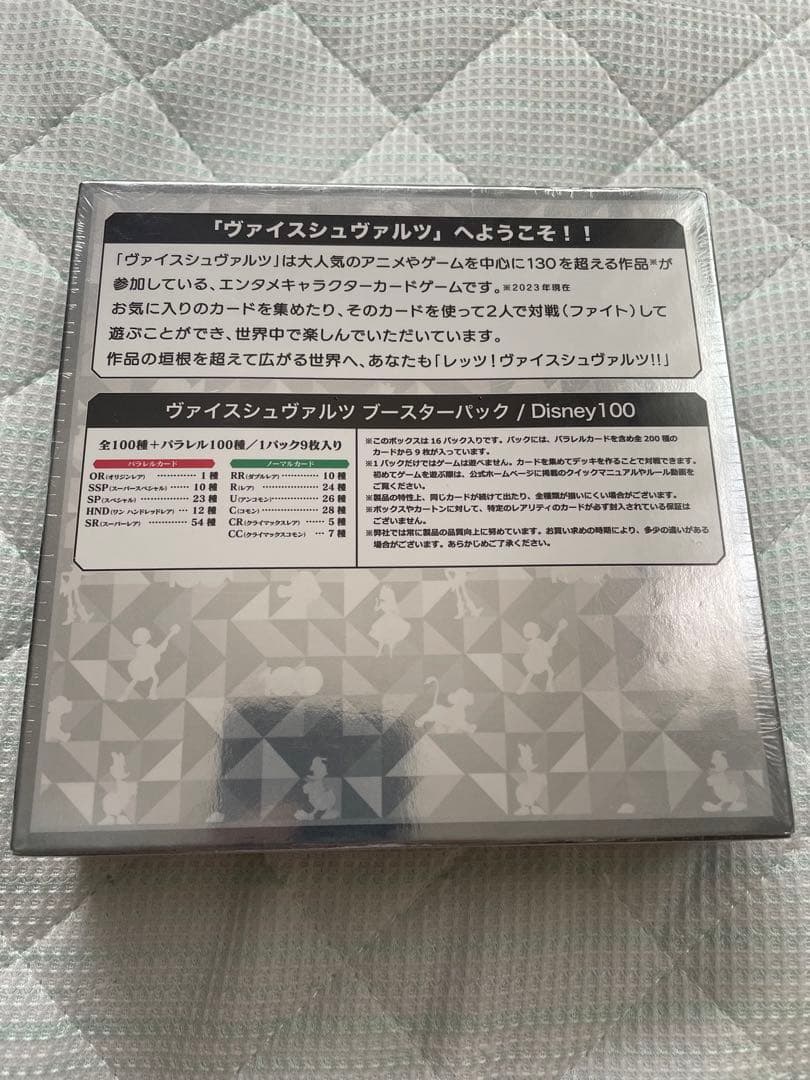 「ヴァイスシュヴァルツ」へようこそ！！
「ヴァイスシュヴァルツ」は大人気のアニメやゲームを中心に130を超える作品※が
参加している、エンタメキャラクターカードゲームです。※2023年現在
お気に入りのカードを集めたり、そのカードを使って2人で対戦（ファイト）して
遊ぶことができ、世界中で楽しんでいただいています。
作品の垣根を超えて広がる世界へ、あなたも「レッツ！ヴァイスシュヴァルツ!!」
ヴァイスシュヴァルツ ブースターパック / Disney100
全100種＋パラレル100種／1パック9枚入り
パラレルカード
OR（オリジンレア）………… 1種
SSP（スーパースペシャル）…… 10種
SP（スペシャル）………… 23種
HND（サン ハンドレッドハンド）… 12種
SR（スーパーレア）………… 54種
ノーマルカード
RR（ダブルレア）………… 10種
R（レア）………… 24種
U（アンコモン）………… 26種
C（コモン）………… 28種
CR（クライマックスレア）…… 5種
CC（クライマックスコモン）… 7種
※このボックスは16パック入りです。パックには、パラレルカードを含め全200種の
カードから9枚が入っています。
※1パックだけではゲームは遊べません。カードを集めてデッキを作ることで対戦できます。
初めてゲームを遊ぶ際は、公式ホームページに掲載のクイックマニュアルやルール動画を
ご覧ください。
※製品の特性上、同じカードが続けて出たり、全種類が揃いにくい場合がございます。
※ボックスやカートンに対して、特定のレアリティのカードが必ず封入されている保証は
ございません。
※弊社では常に製品の品質向上に努めています。お買い求めの時期により、多少の違いがある
場合がございます。あらかじめご了承ください。